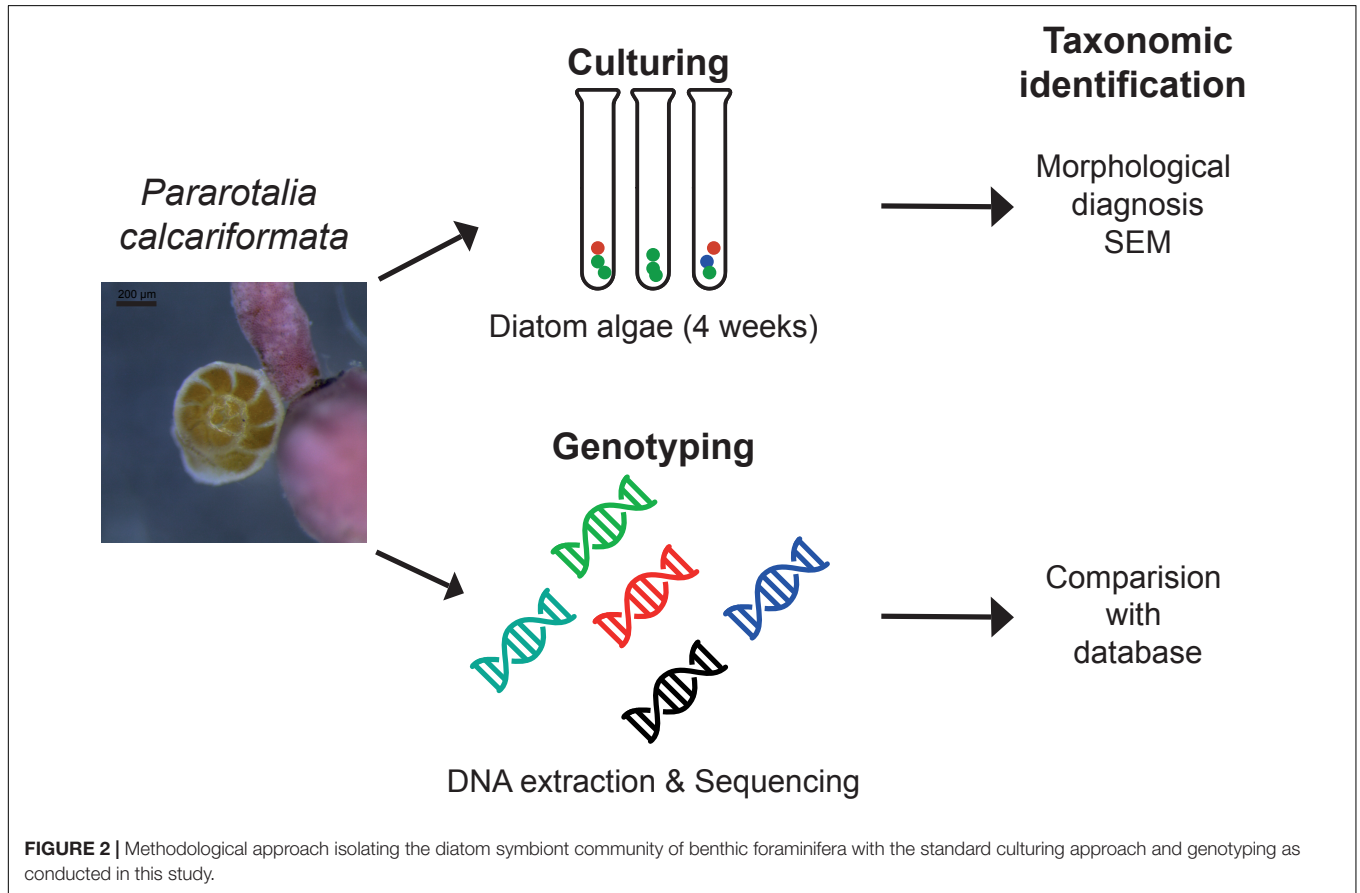 Culturing
Taxonomic
identification
Pararotalia
calcariformata
200 µm
Diatom algae (4 weeks)
Morphological
diagnosis
SEM
Genotyping
DNA extraction & Sequencing
Comparision
with
database
FIGURE 2 | Methodological approach isolating the diatom symbiont community of benthic foraminifera with the standard culturing approach and genotyping as
conducted in this study.